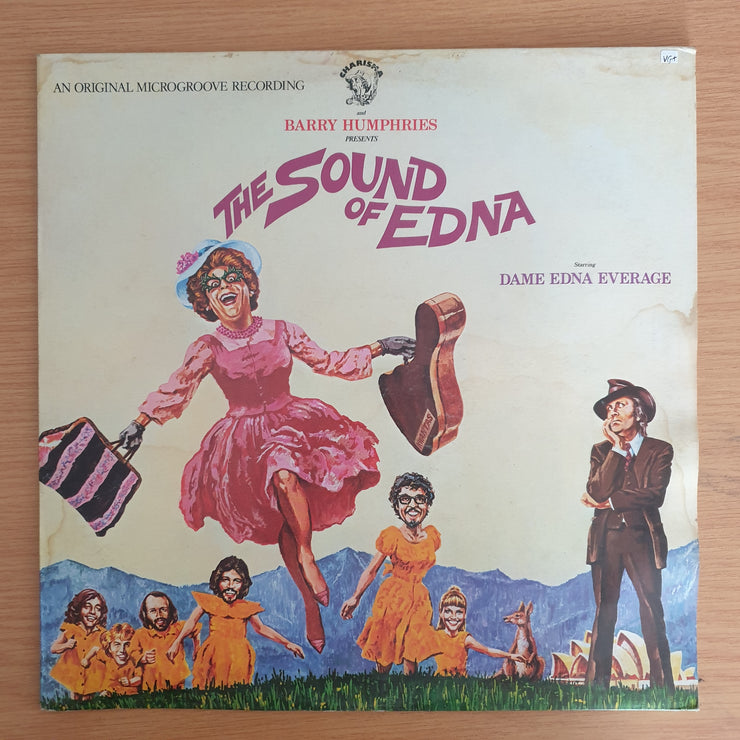 VG+
AN ORIGINAL MICROGROOVE RECORDING
CHARISMA
and
BARRY HUMPHRIES
PRESENTS
THE SOUND
OF EDNA
Starring
DAME EDNA EVERAGE